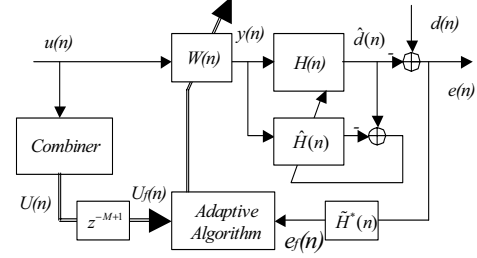 u(n)
W(n)
y(n)
H(n)
d̂(n)
d(n)
e(n)
Combiner
Ĥ(n)
U(n)
z^{-M+1}
U_f(n)
Adaptive
Algorithm
e_f(n)
H̃*(n)